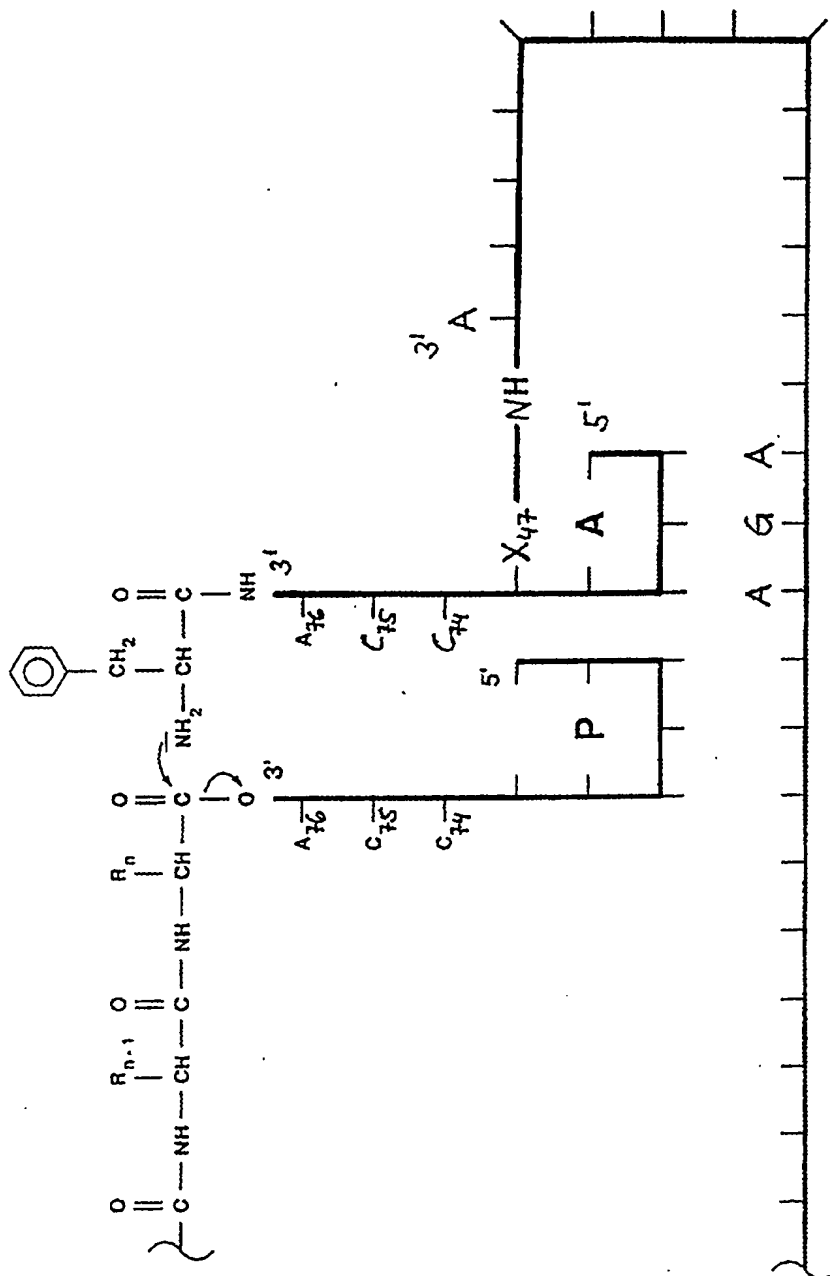 O R n-1 O R n O CH2 O
C — NH — CH — C — NH — CH — C NH2 — CH — C
O NH
3' 3'
A76 A76
C75 C75
C74 C74
3'
A
5' X47 — NH
P A 5'
A G A